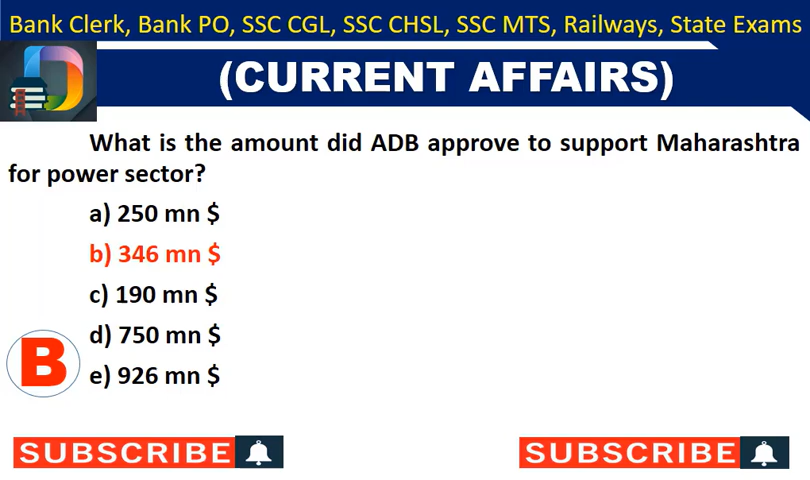 Bank Clerk, Bank PO, SSC CGL, SSC CHSL, SSC MTS, Railways, State Exams
(CURRENT AFFAIRS)
What is the amount did ADB approve to support Maharashtra
for power sector?
a) 250 mn $
b) 346 mn $
c) 190 mn $
d) 750 mn $
e) 926 mn $
B
SUBSCRIBE
SUBSCRIBE